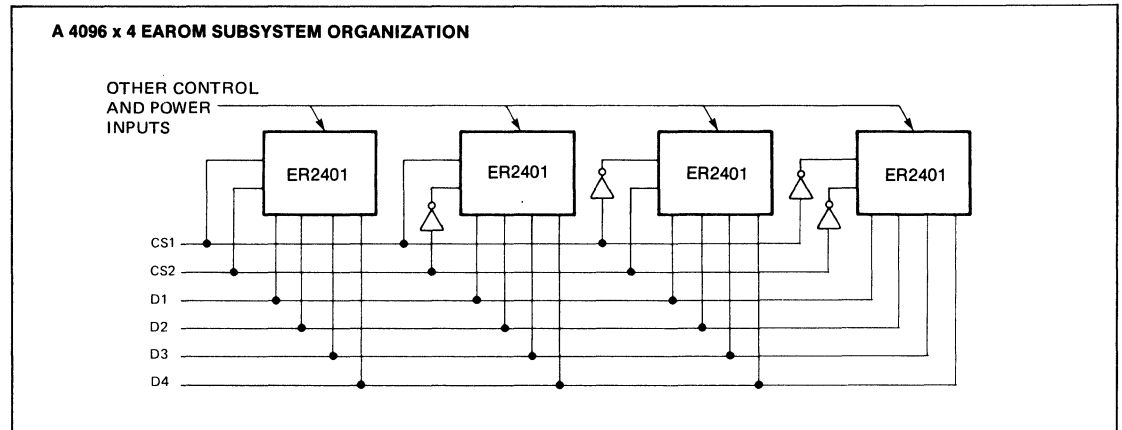 A 4096 x 4 EAROM SUBSYSTEM ORGANIZATION
OTHER CONTROL
AND POWER
INPUTS
ER2401
ER2401
ER2401
ER2401
CS1
CS2
D1
D2
D3
D4